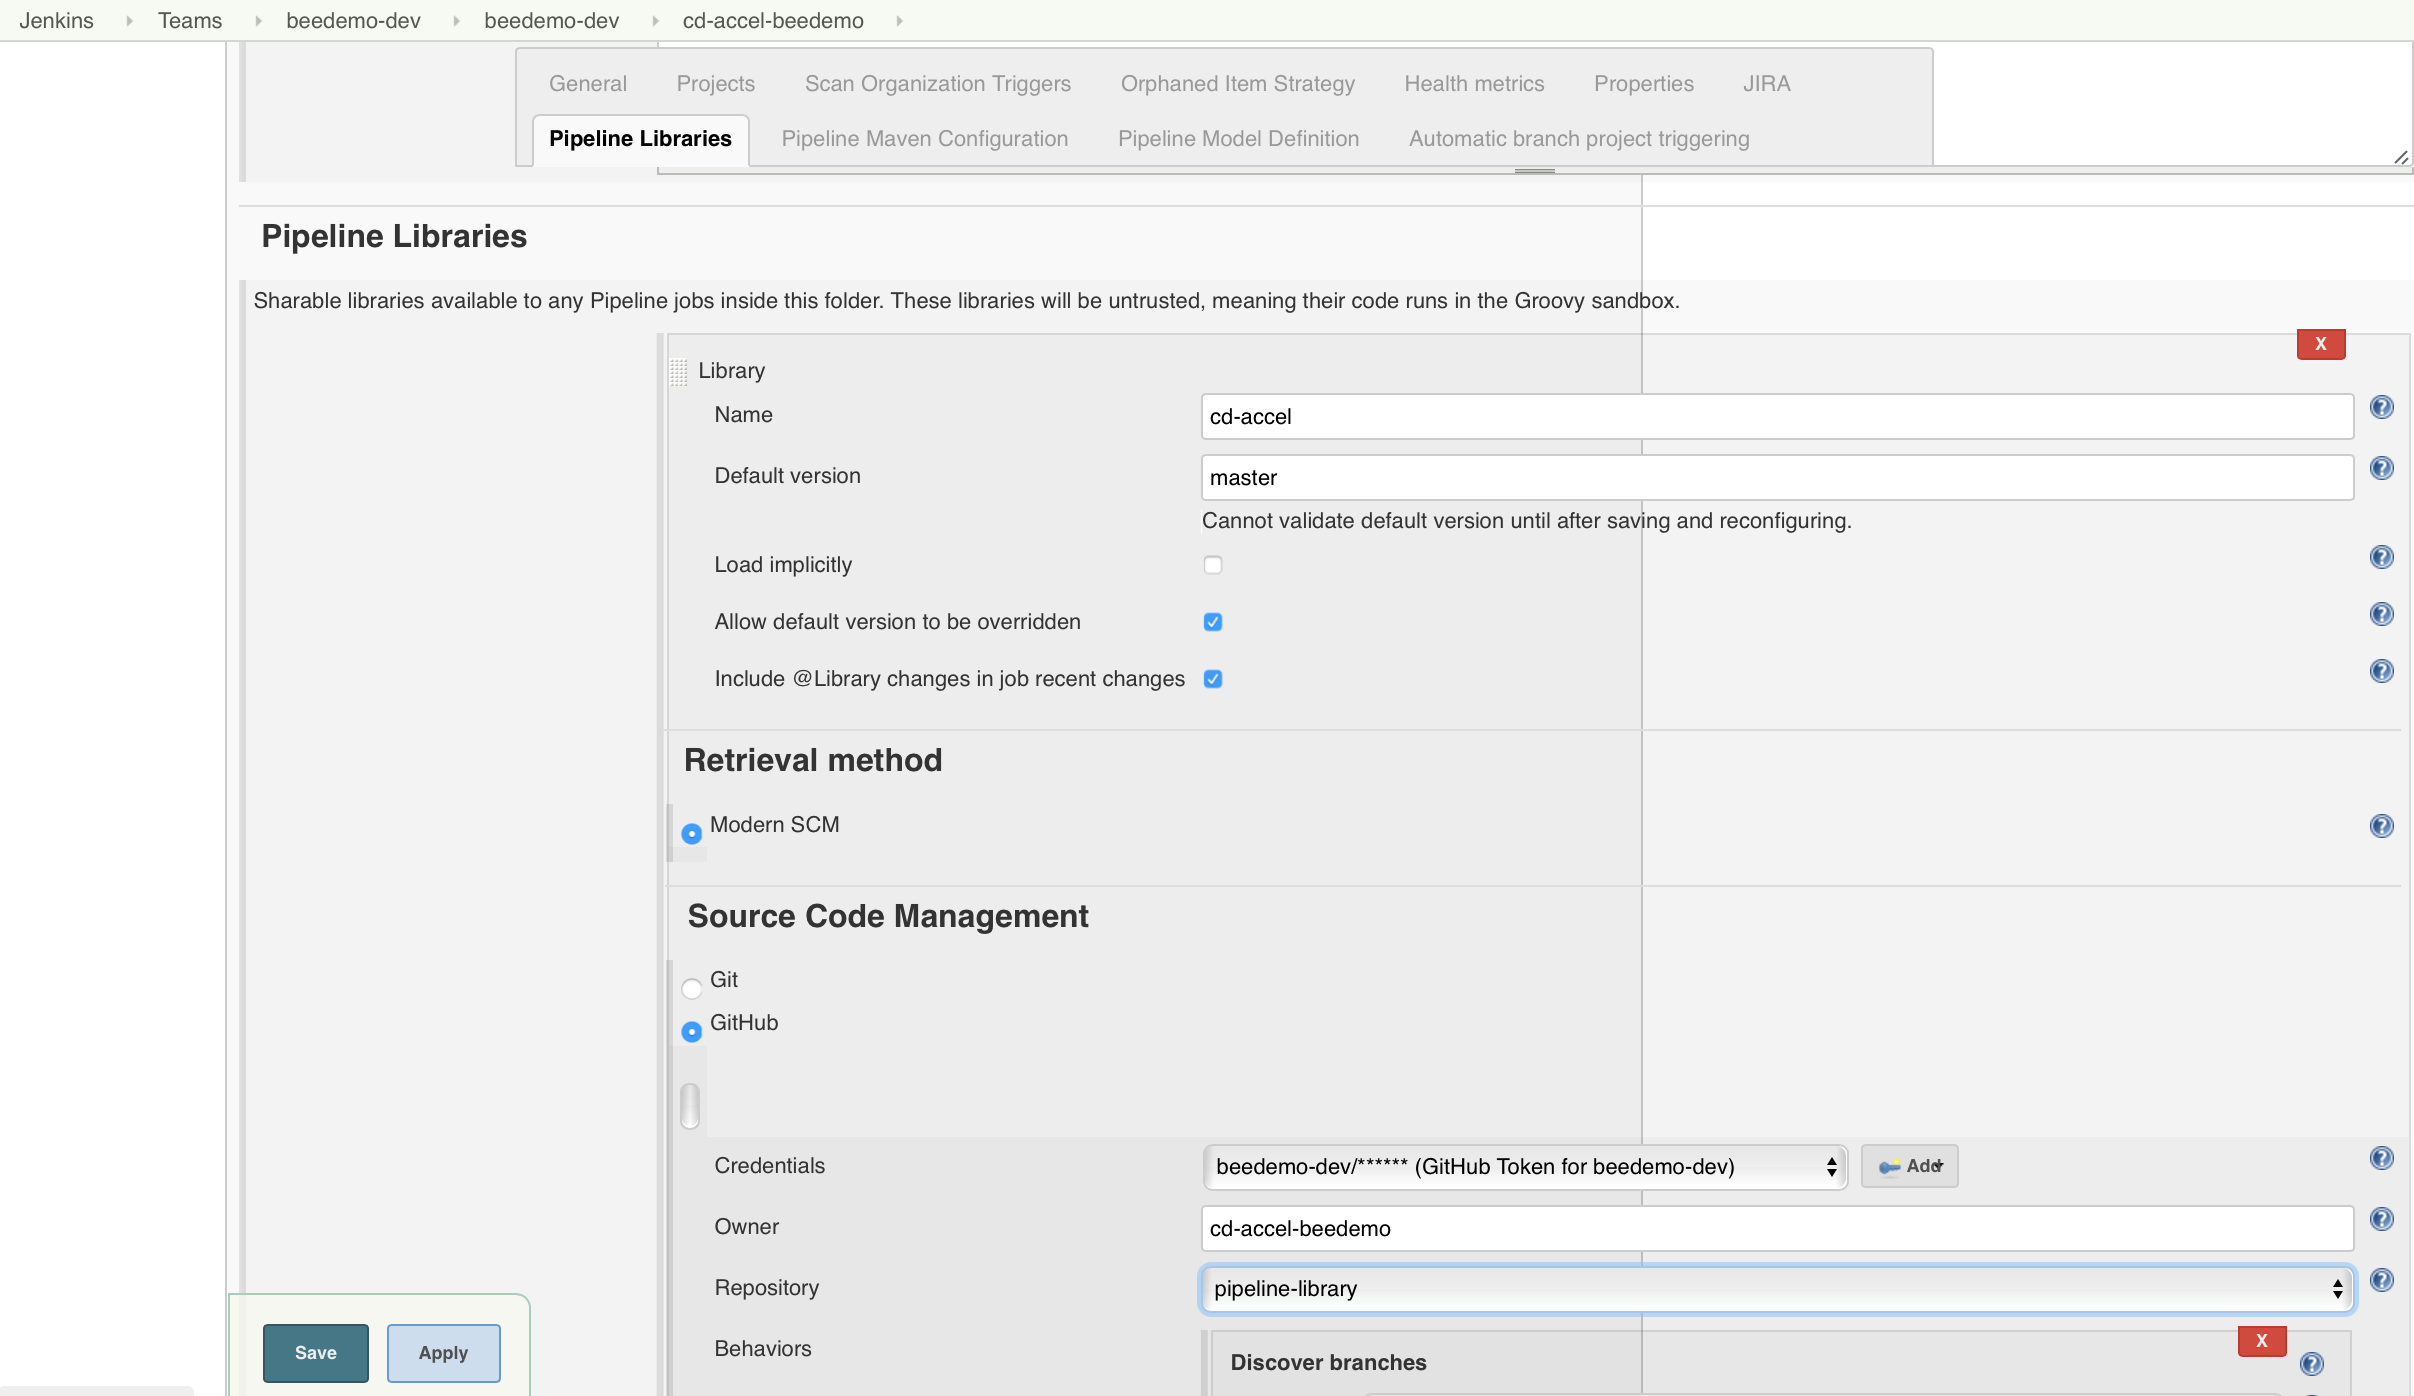 Jenkins Teams beedemo-dev beedemo-dev cd-accel-beedemo
General Projects Scan Organization Triggers Orphaned Item Strategy Health metrics Properties JIRA
Pipeline Libraries Pipeline Maven Configuration Pipeline Model Definition Automatic branch project triggering
Pipeline Libraries
Sharable libraries available to any Pipeline jobs inside this folder. These libraries will be untrusted, meaning their code runs in the Groovy sandbox.
X
Library
Name cd-accel
Default version master
Cannot validate default version until after saving and reconfiguring.
Load implicitly
Allow default version to be overridden
Include @Library changes in job recent changes
Retrieval method
Modern SCM
Source Code Management
Git
GitHub
Credentials beedemo-dev/****** (GitHub Token for beedemo-dev) Add
Owner cd-accel-beedemo
Repository pipeline-library
Behaviors X
Discover branches
Save Apply